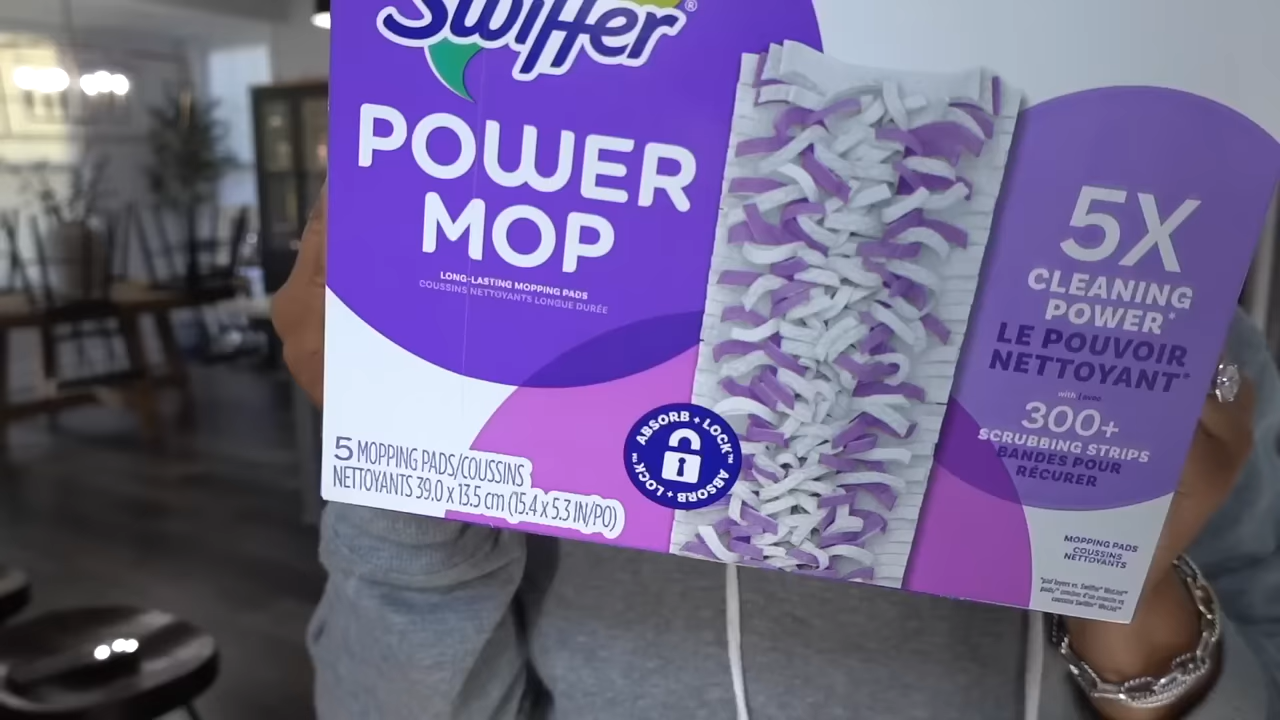 Swiffer®
POWER
MOP
LONG-LASTING MOPPING PADS
COUSSINS NETTOYANTS LONGUE DURÉE
5 MOPPING PADS/COUSSINS
NETTOYANTS 39.0 x 13.5 cm (15.4 x 5.3 IN/PO)
ABSORB + LOCK™ ABSORB + LOCK™
5X
CLEANING
POWER*
LE POUVOIR
NETTOYANT*
with / avec
300+
SCRUBBING STRIPS
BANDES POUR
RÉCURER
MOPPING PADS
COUSSINS
NETTOYANTS